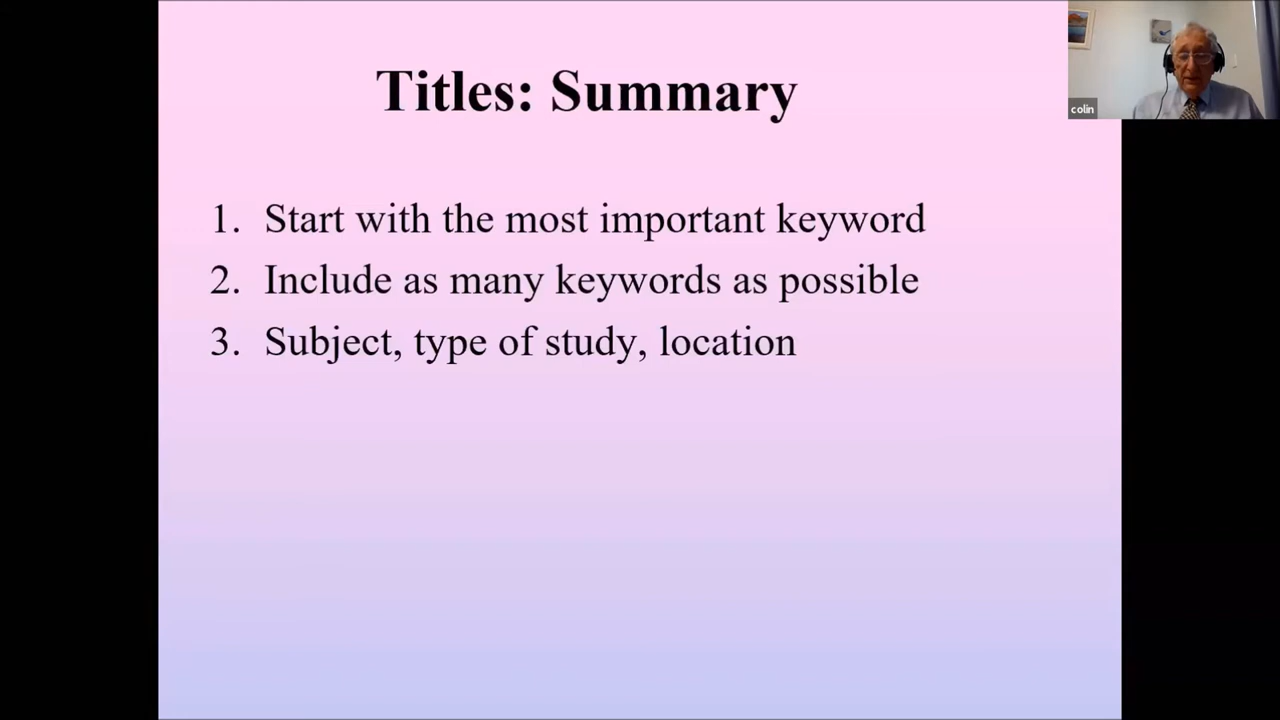 Titles: Summary
colin
1. Start with the most important keyword
2. Include as many keywords as possible
3. Subject, type of study, location